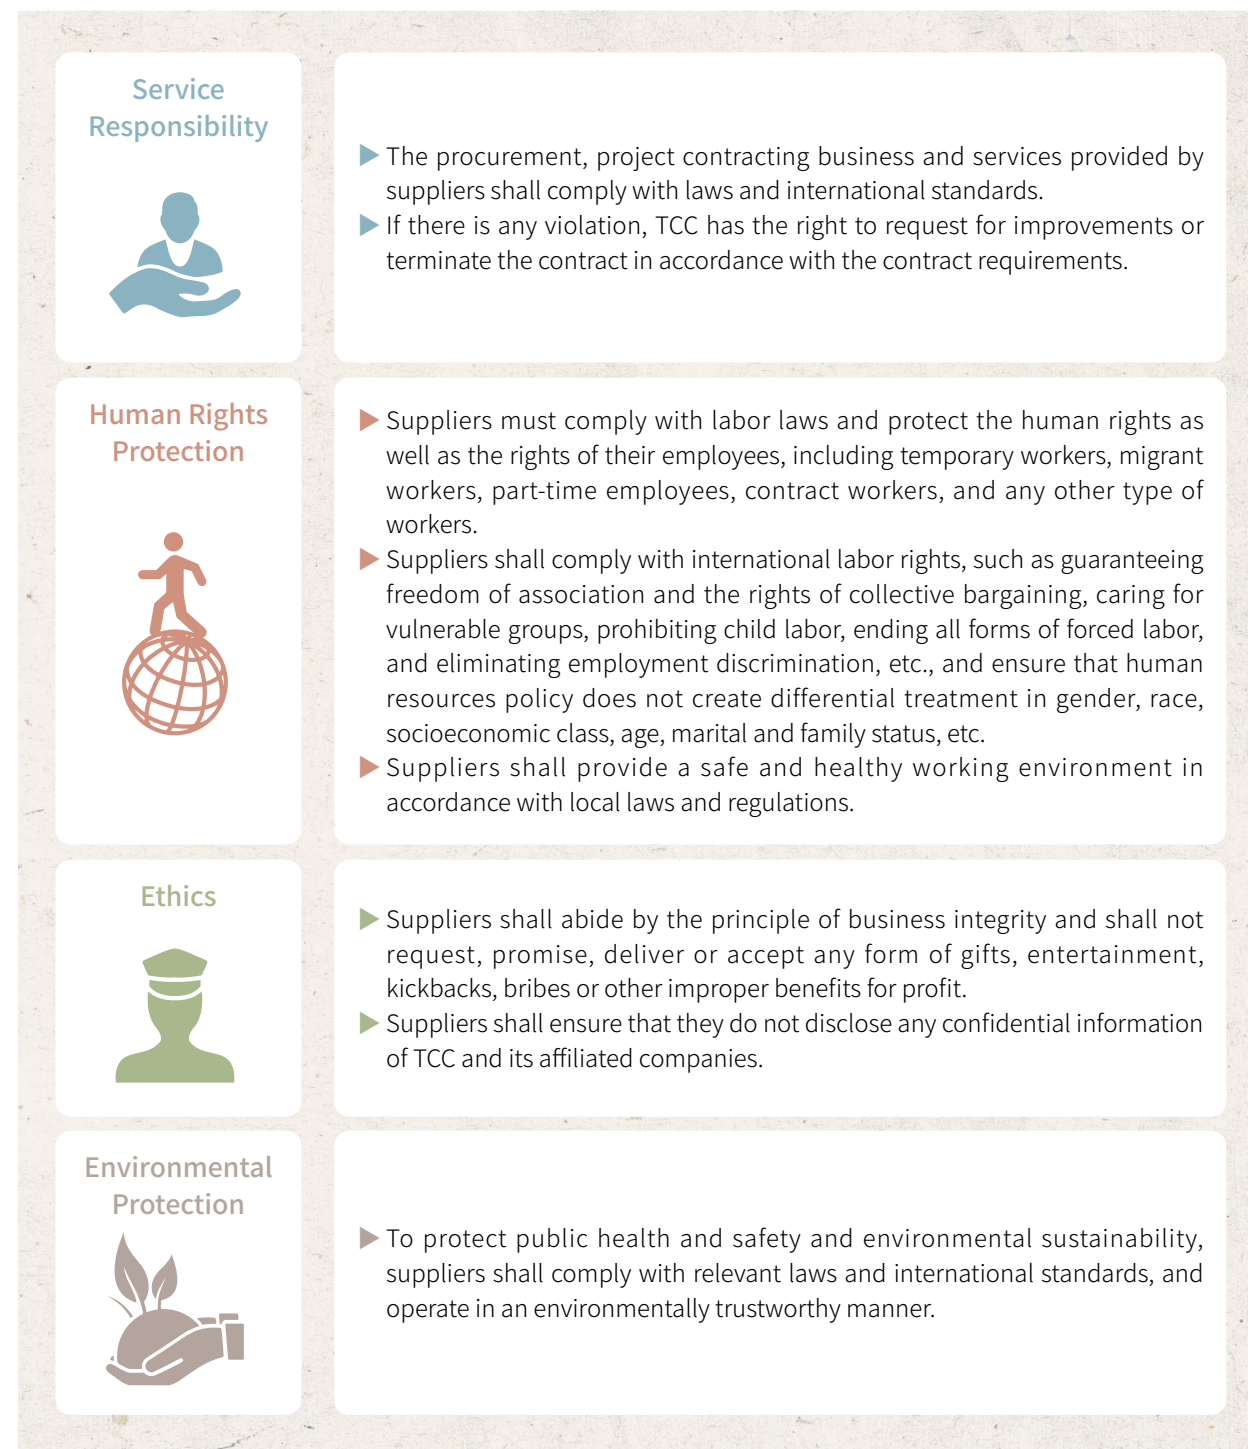 Service
Responsibility
The procurement, project contracting business and services provided by
suppliers shall comply with laws and international standards.
If there is any violation, TCC has the right to request for improvements or
terminate the contract in accordance with the contract requirements.
Human Rights
Protection
Suppliers must comply with labor laws and protect the human rights as
well as the rights of their employees, including temporary workers, migrant
workers, part-time employees, contract workers, and any other type of
workers.
Suppliers shall comply with international labor rights, such as guaranteeing
freedom of association and the rights of collective bargaining, caring for
vulnerable groups, prohibiting child labor, ending all forms of forced labor,
and eliminating employment discrimination, etc., and ensure that human
resources policy does not create differential treatment in gender, race,
socioeconomic class, age, marital and family status, etc.
Suppliers shall provide a safe and healthy working environment in
accordance with local laws and regulations.
Ethics
Suppliers shall abide by the principle of business integrity and shall not
request, promise, deliver or accept any form of gifts, entertainment,
kickbacks, bribes or other improper benefits for profit.
Suppliers shall ensure that they do not disclose any confidential information
of TCC and its affiliated companies.
Environmental
Protection
To protect public health and safety and environmental sustainability,
suppliers shall comply with relevant laws and international standards, and
operate in an environmentally trustworthy manner.